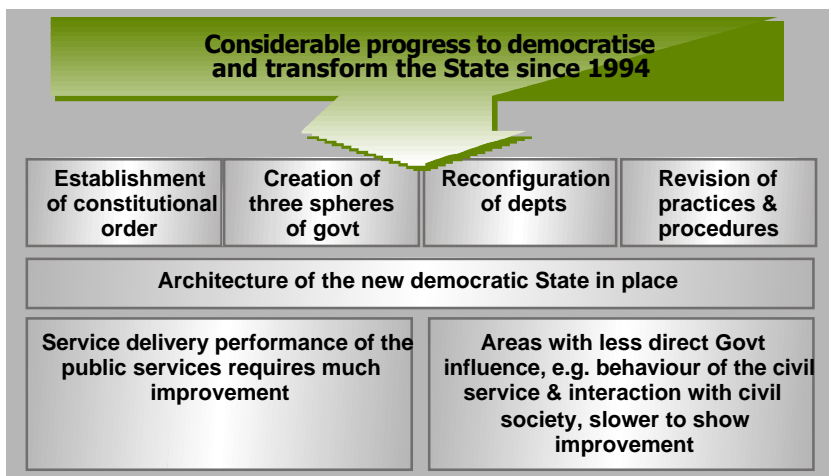 Considerable progress to democratise
and transform the State since 1994
Establishment
of constitutional
order
Creation of
three spheres
of govt
Reconfiguration
of depts
Revision of
practices &
procedures
Architecture of the new democratic State in place
Service delivery performance of the
public services requires much
improvement
Areas with less direct Govt
influence, e.g. behaviour of the civil
service & interaction with civil
society, slower to show
improvement